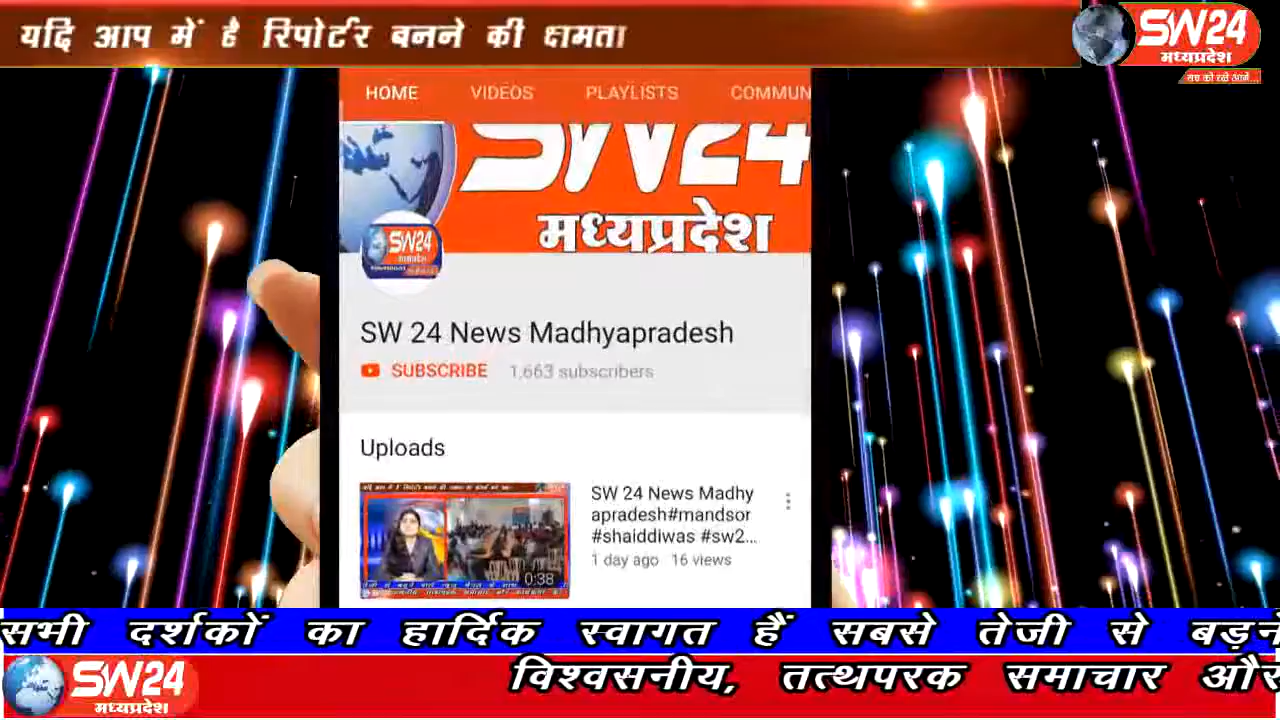 यदि आप में है रिपोर्टर बनने की क्षमता
SW24
मध्यप्रदेश
HOME VIDEOS PLAYLISTS COMMUN
SW24
मध्यप्रदेश
SW24
SW 24 News Madhyapradesh
SUBSCRIBE 1,663 subscribers
Uploads
SW 24 News Madhy
apradesh#mandsor
#shaiddiwas #sw2...
1 day ago 16 views
0:38
सभी दर्शकों का हार्दिक स्वागत हैं सबसे तेजी से बड़न
विश्वसनीय, तत्थपरक समाचार और
SW24
मध्यप्रदेश